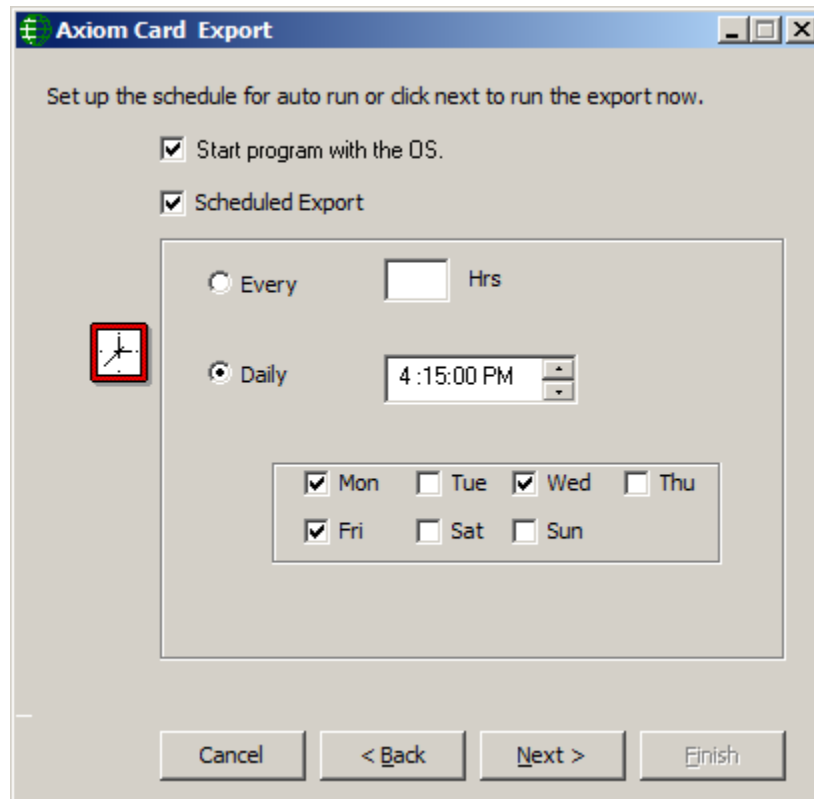 Axiom Card Export
Set up the schedule for auto run or click next to run the export now.
Start program with the OS.
Scheduled Export
Every Hrs
Daily 4 :15:00 PM
Mon Tue Wed Thu
Fri Sat Sun
Cancel < Back Next > Finish